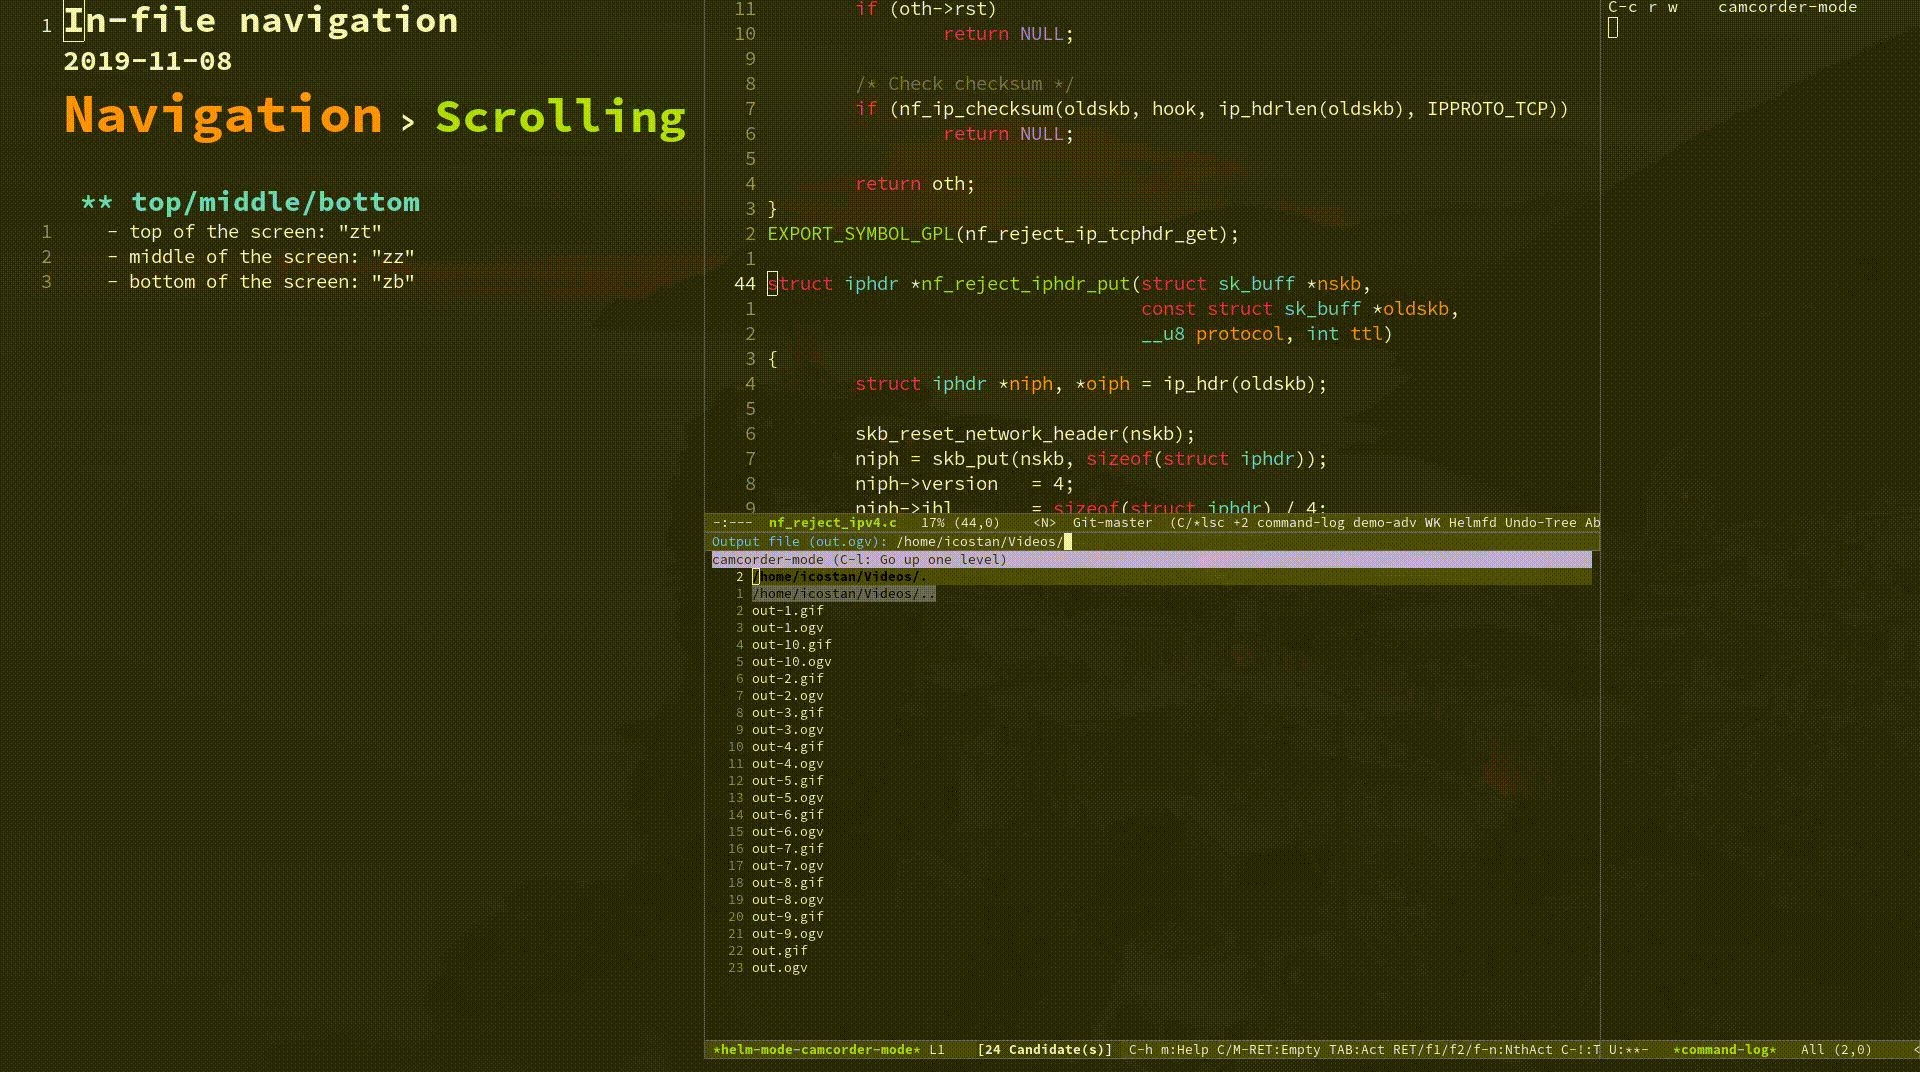 1 In-file navigation
2019-11-08
Navigation > Scrolling
** top/middle/bottom
1 - top of the screen: "zt"
2 - middle of the screen: "zz"
3 - bottom of the screen: "zb"
11 if (oth->rst)
10 return NULL;
9
8 /* Check checksum */
7 if (nf_ip_checksum(oldskb, hook, ip_hdrlen(oldskb), IPPROTO_TCP))
6 return NULL;
5
4 return oth;
3 }
2 EXPORT_SYMBOL_GPL(nf_reject_ip_tcphdr_get);
1
44 struct iphdr *nf_reject_iphdr_put(struct sk_buff *nskb,
1 const struct sk_buff *oldskb,
2 __u8 protocol, int ttl)
3 {
4 struct iphdr *niph, *oiph = ip_hdr(oldskb);
5
6 skb_reset_network_header(nskb);
7 niph = skb_put(nskb, sizeof(struct iphdr));
8 niph->version = 4;
9 niph->ihl = sizeof(struct iphdr) / 4;
-:--- nf_reject_ipv4.c 17% (44,0) <N> Git-master (C/*lsc +2 command-log demo-adv WK Helmfd Undo-Tree Ab
Output file (out.ogv): /home/icostan/Videos/
camcorder-mode (C-l: Go up one level)
2 /home/icostan/Videos/.
1 /home/icostan/Videos/..
2 out-1.gif
3 out-1.ogv
4 out-10.gif
5 out-10.ogv
6 out-2.gif
7 out-2.ogv
8 out-3.gif
9 out-3.ogv
10 out-4.gif
11 out-4.ogv
12 out-5.gif
13 out-5.ogv
14 out-6.gif
15 out-6.ogv
16 out-7.gif
17 out-7.ogv
18 out-8.gif
19 out-8.ogv
20 out-9.gif
21 out-9.ogv
22 out.gif
23 out.ogv
*helm-mode-camcorder-mode* L1 [24 Candidate(s)] C-h m:Help C/M-RET:Empty TAB:Act RET/f1/f2/f-n:NthAct C-!:T
C-c r w camcorder-mode
U:**- *command-log* All (2,0) <